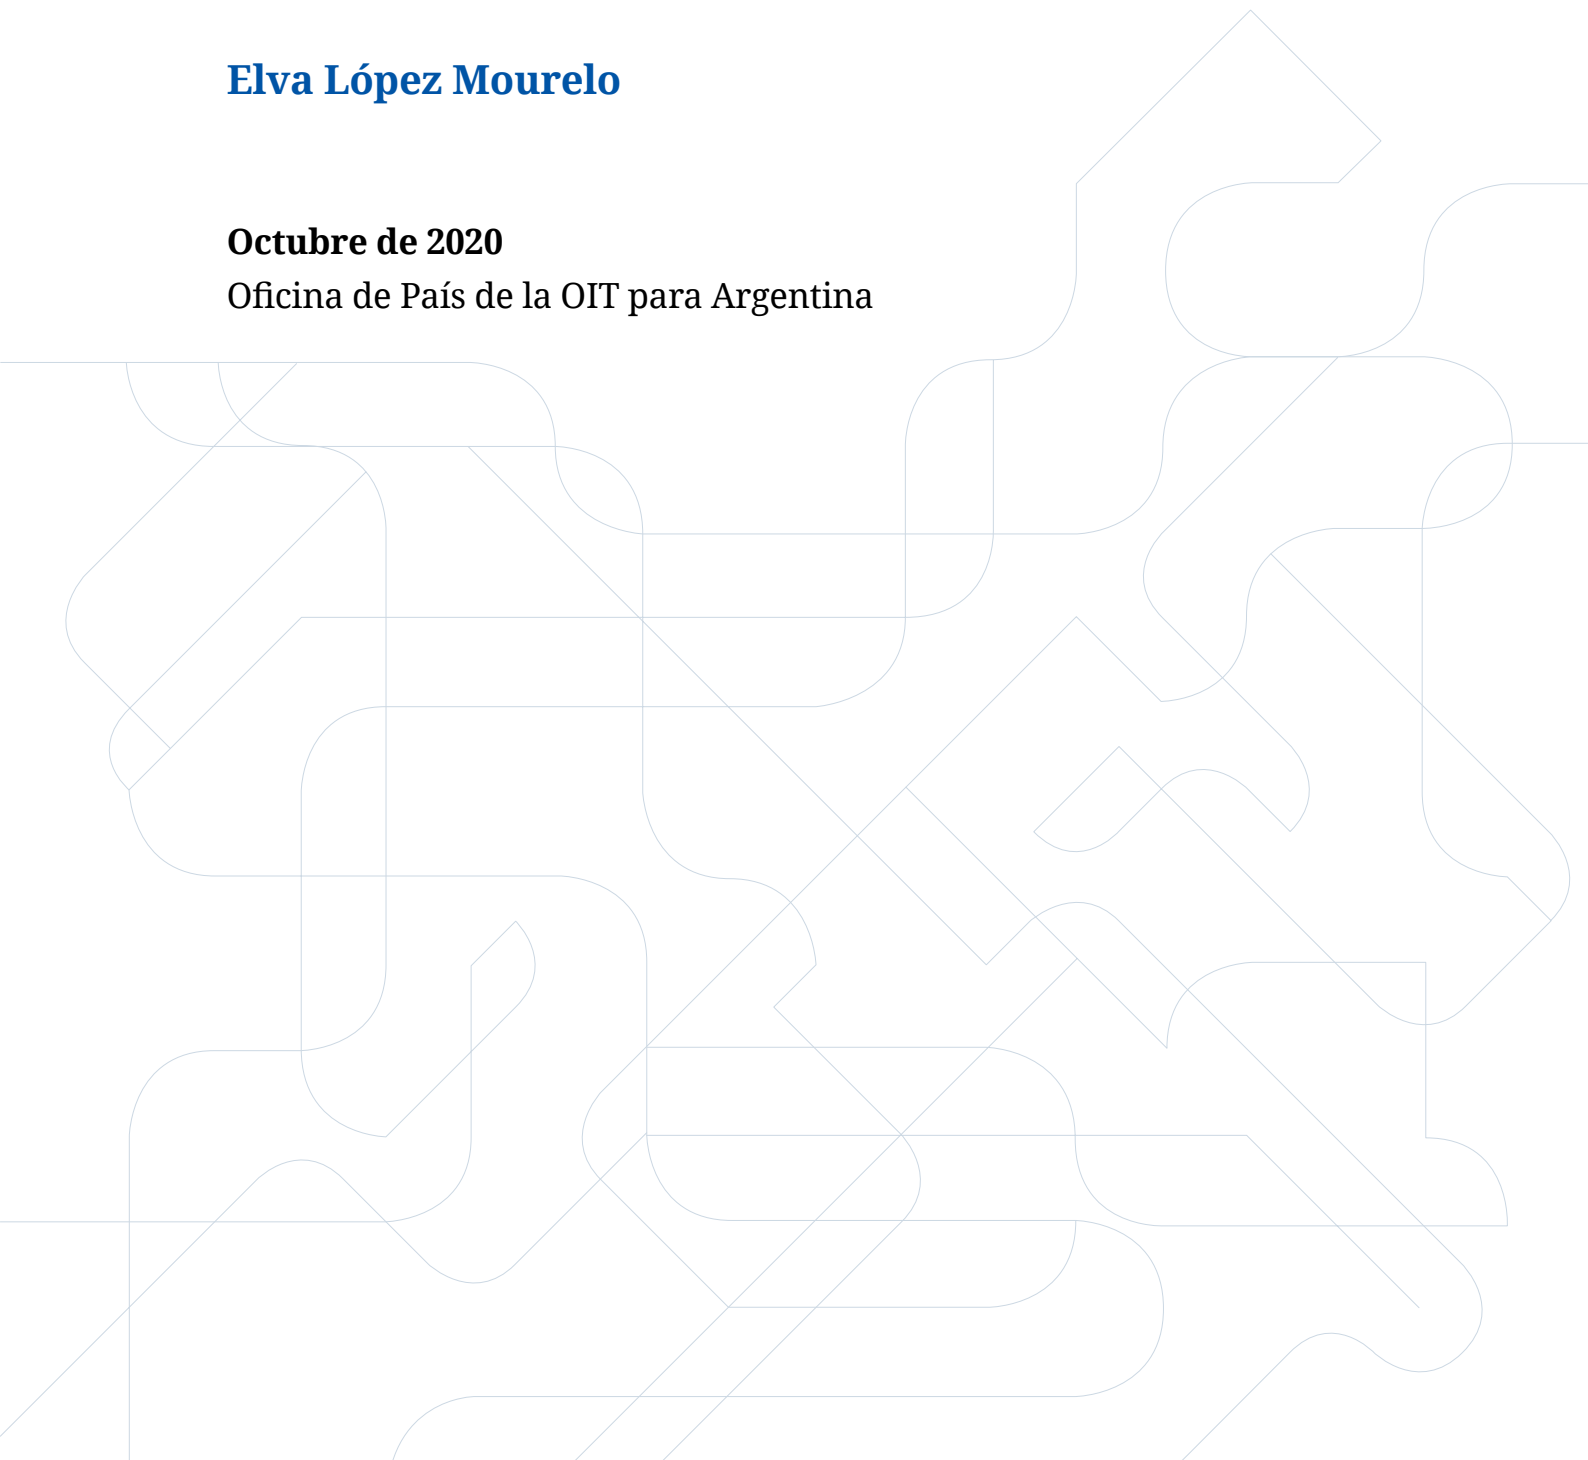 Elva López Mourelo
Octubre de 2020
Oficina de País de la OIT para Argentina